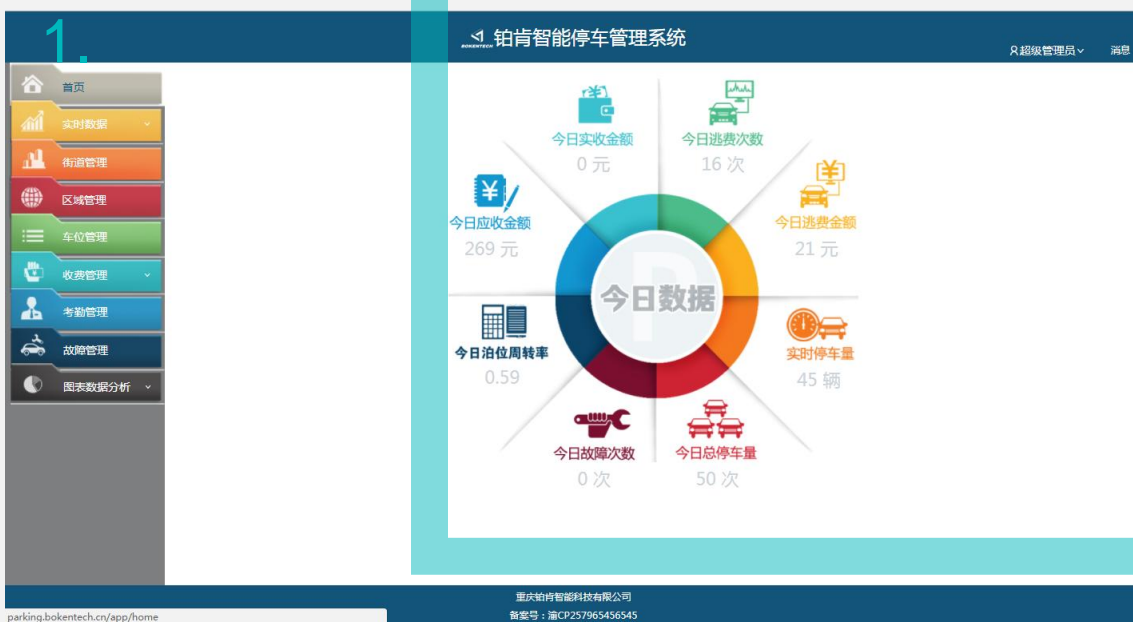 1.
BOKENTECH 铂肯智能停车管理系统
超级管理员
消息
首页
实时数据
街道管理
区域管理
车位管理
收费管理
考勤管理
故障管理
图表数据分析
今日实收金额
0 元
今日逃费次数
16 次
今日应收金额
269 元
今日逃费金额
21 元
P
今日数据
今日泊位周转率
0.59
实时停车量
45 辆
今日故障次数
0 次
今日总停车量
50 次
重庆铂肯智能科技有限公司
备案号：渝CP257965456545
parking.bokentech.cn/app/home